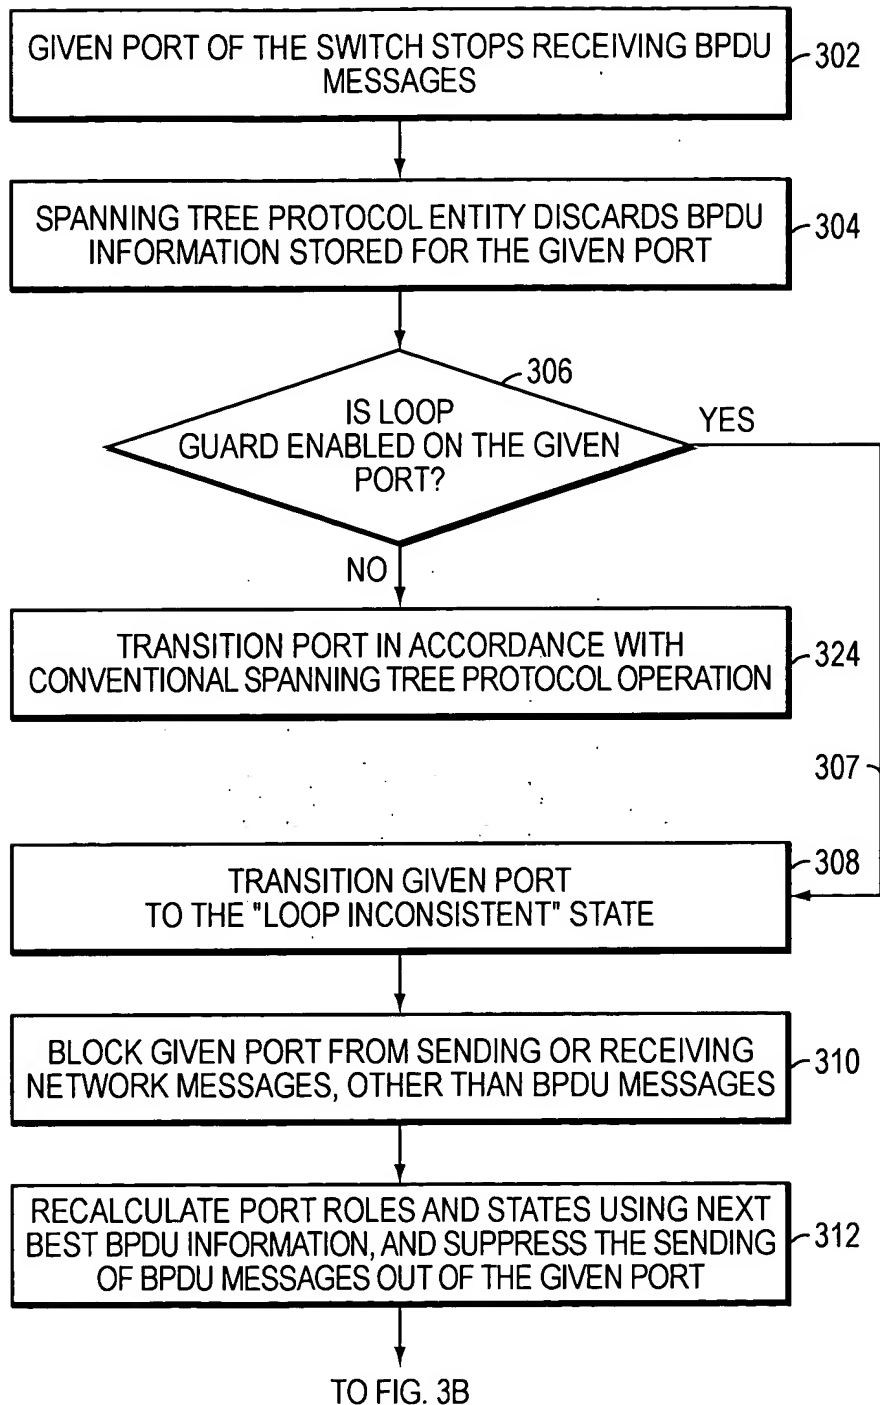 GIVEN PORT OF THE SWITCH STOPS RECEIVING BPDU
MESSAGES
302
SPANNING TREE PROTOCOL ENTITY DISCARDS BPDU
INFORMATION STORED FOR THE GIVEN PORT
304
306
IS LOOP
GUARD ENABLED ON THE GIVEN
PORT?
YES
NO
TRANSITION PORT IN ACCORDANCE WITH
CONVENTIONAL SPANNING TREE PROTOCOL OPERATION
324
307
TRANSITION GIVEN PORT
TO THE "LOOP INCONSISTENT" STATE
308
BLOCK GIVEN PORT FROM SENDING OR RECEIVING
NETWORK MESSAGES, OTHER THAN BPDU MESSAGES
310
RECALCULATE PORT ROLES AND STATES USING NEXT
BEST BPDU INFORMATION, AND SUPPRESS THE SENDING
OF BPDU MESSAGES OUT OF THE GIVEN PORT
312
TO FIG. 3B